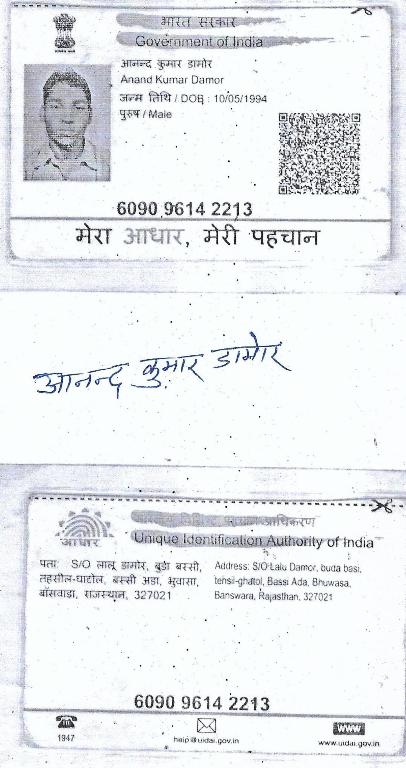 भारत सरकार
Government of India
आनन्द कुमार डामोर
Anand Kumar Damor
जन्म तिथि / DOB : 10/05/1994
पुरुष / Male
6090 9614 2213
मेरा आधार, मेरी पहचान
आनन्द कुमार डामोर
प्राधिकरण
Unique Identification Authority of India
आधार
पता: S/O लालू डामोर, बुडा बस्सी,
तहसील-घाटोल, बस्सी अडा, भुवासा,
बाँसवाडा, राजस्थान, 327021
Address: S/O Lalu Damor, buda basi,
tehsil-ghatol, Bassi Ada, Bhuwasa,
Banswara, Rajasthan, 327021
6090 9614 2213
1947
help@uidai.gov.in
WWW
www.uidai.gov.in